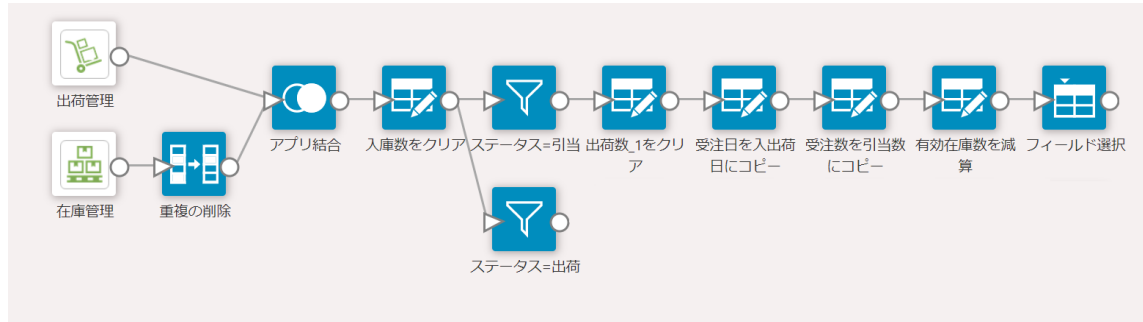 出荷管理
アプリ結合
入庫数をクリア
ステータス=引当
出荷数_1をクリ
ア
受注日を入出荷
日にコピー
受注数を引当数
にコピー
有効在庫数を減
算
フィールド選択
在庫管理
重複の削除
ステータス=出荷